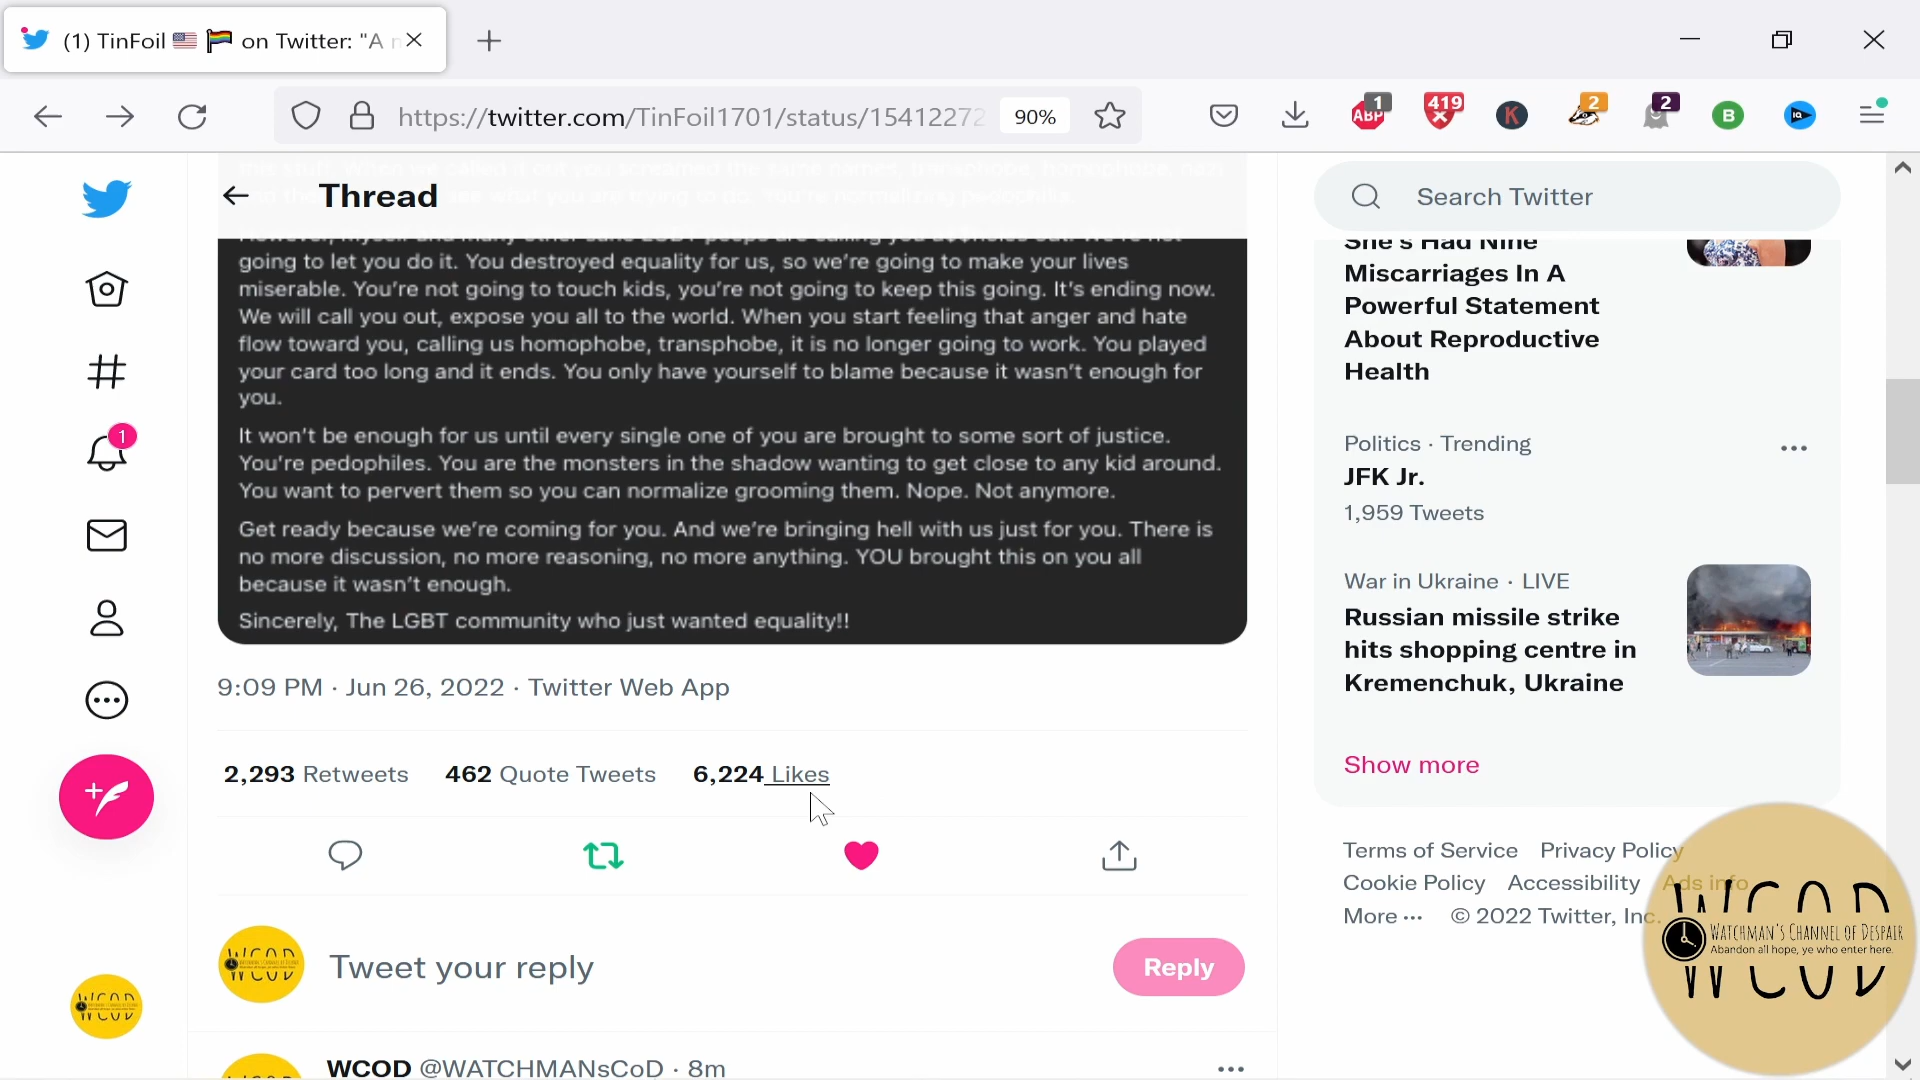 (1) TinFoil 🇺🇸 🏳️‍🌈 on Twitter: "A
https://twitter.com/TinFoil1701/status/15412272
90%
1
419
2
2
Thread
Search Twitter
going to let you do it. You destroyed equality for us, so we're going to make your lives
miserable. You're not going to touch kids, you're not going to keep this going. It's ending now.
We will call you out, expose you all to the world. When you start feeling that anger and hate
flow toward you, calling us homophobe, transphobe, it is no longer going to work. You played
your card too long and it ends. You only have yourself to blame because it wasn't enough for
you.
It won't be enough for us until every single one of you are brought to some sort of justice.
You're pedophiles. You are the monsters in the shadow wanting to get close to any kid around.
You want to pervert them so you can normalize grooming them. Nope. Not anymore.
Get ready because we're coming for you. And we're bringing hell with us just for you. There is
no more discussion, no more reasoning, no more anything. YOU brought this on you all
because it wasn't enough.
Sincerely, The LGBT community who just wanted equality!!
9:09 PM · Jun 26, 2022 · Twitter Web App
2,293 Retweets 462 Quote Tweets 6,224 Likes
Tweet your reply
Reply
WCOD @WATCHMANsCoD · 8m
1
She's Had Nine
Miscarriages In A
Powerful Statement
About Reproductive
Health
Politics · Trending
JFK Jr.
1,959 Tweets
War in Ukraine · LIVE
Russian missile strike
hits shopping centre in
Kremenchuk, Ukraine
Show more
Terms of Service Privacy Policy
Cookie Policy Accessibility Ads info
More ··· © 2022 Twitter, Inc.
WCOD
WATCHMAN'S CHANNEL OF DESPAIR
Abandon all hope, ye who enter here.